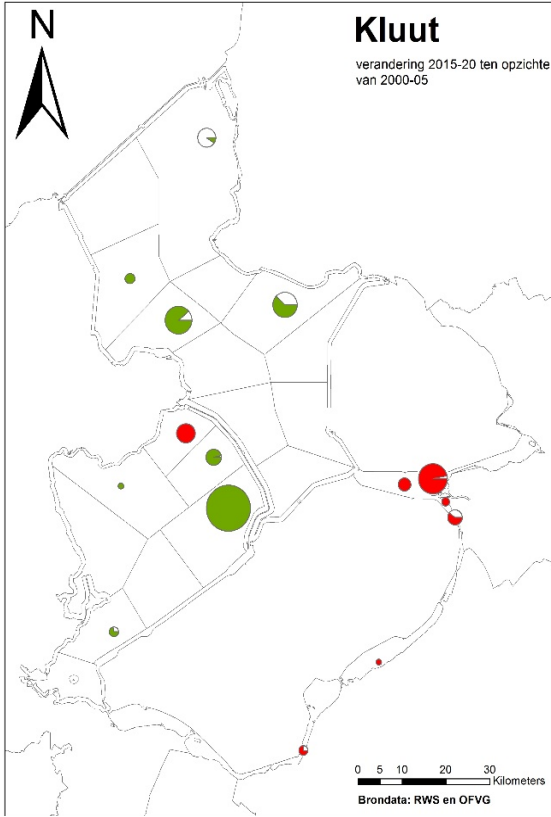 N
Kluut
verandering 2015-20 ten opzichte
van 2000-05
0 5 10 20 30
Kilometers
Brondata: RWS en OFVG